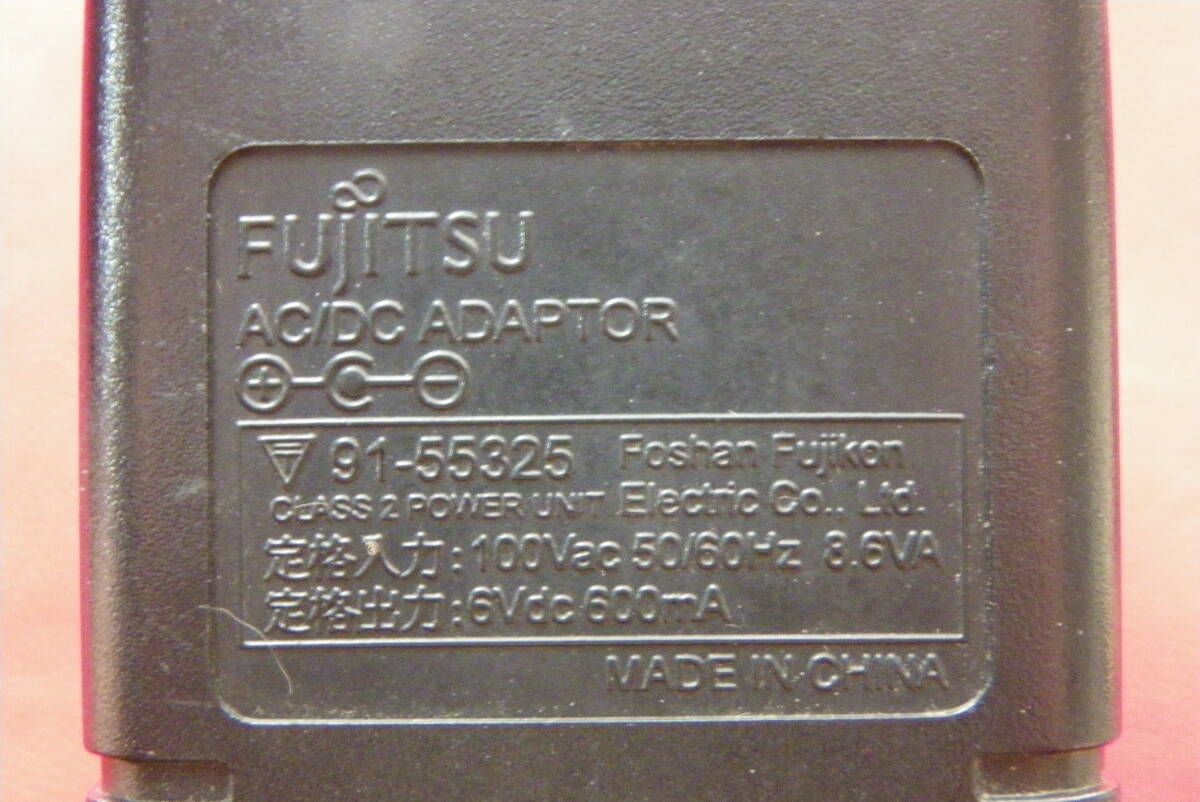 FUJITSU
AC/DC ADAPTOR
91-55325 Foshan Fujikon
CLASS 2 POWER UNIT Electric Co., Ltd.
定格入力:100Vac 50/60Hz 8.6VA
定格出力:6Vdc 600mA
MADE IN CHINA